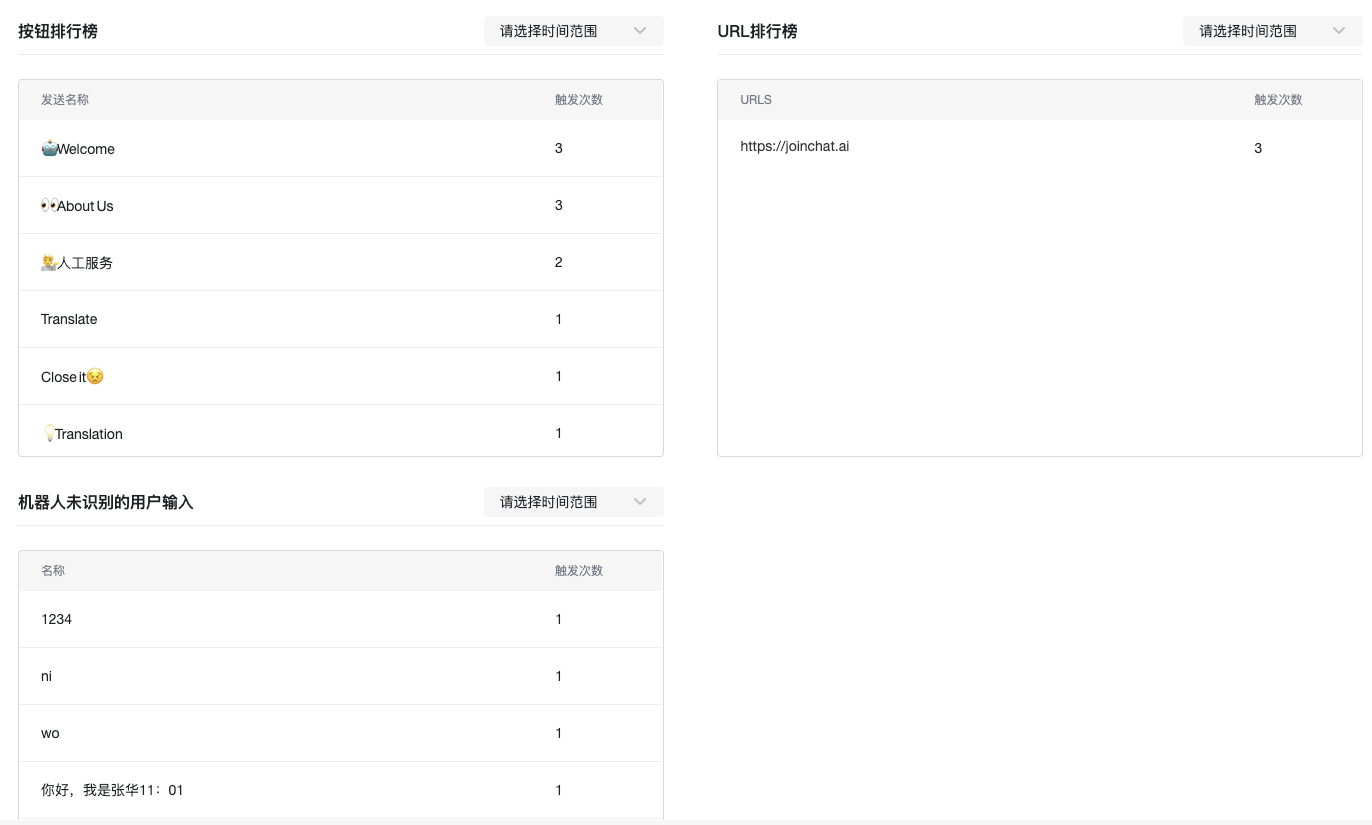 按钮排行榜 请选择时间范围
发送名称 触发次数
🤖Welcome 3
👀About Us 3
👨‍💼人工服务 2
Translate 1
Close it😣 1
💡Translation 1
URL排行榜 请选择时间范围
URLS 触发次数
https://joinchat.ai 3
机器人未识别的用户输入 请选择时间范围
名称 触发次数
1234 1
ni 1
wo 1
你好，我是张华11：01 1